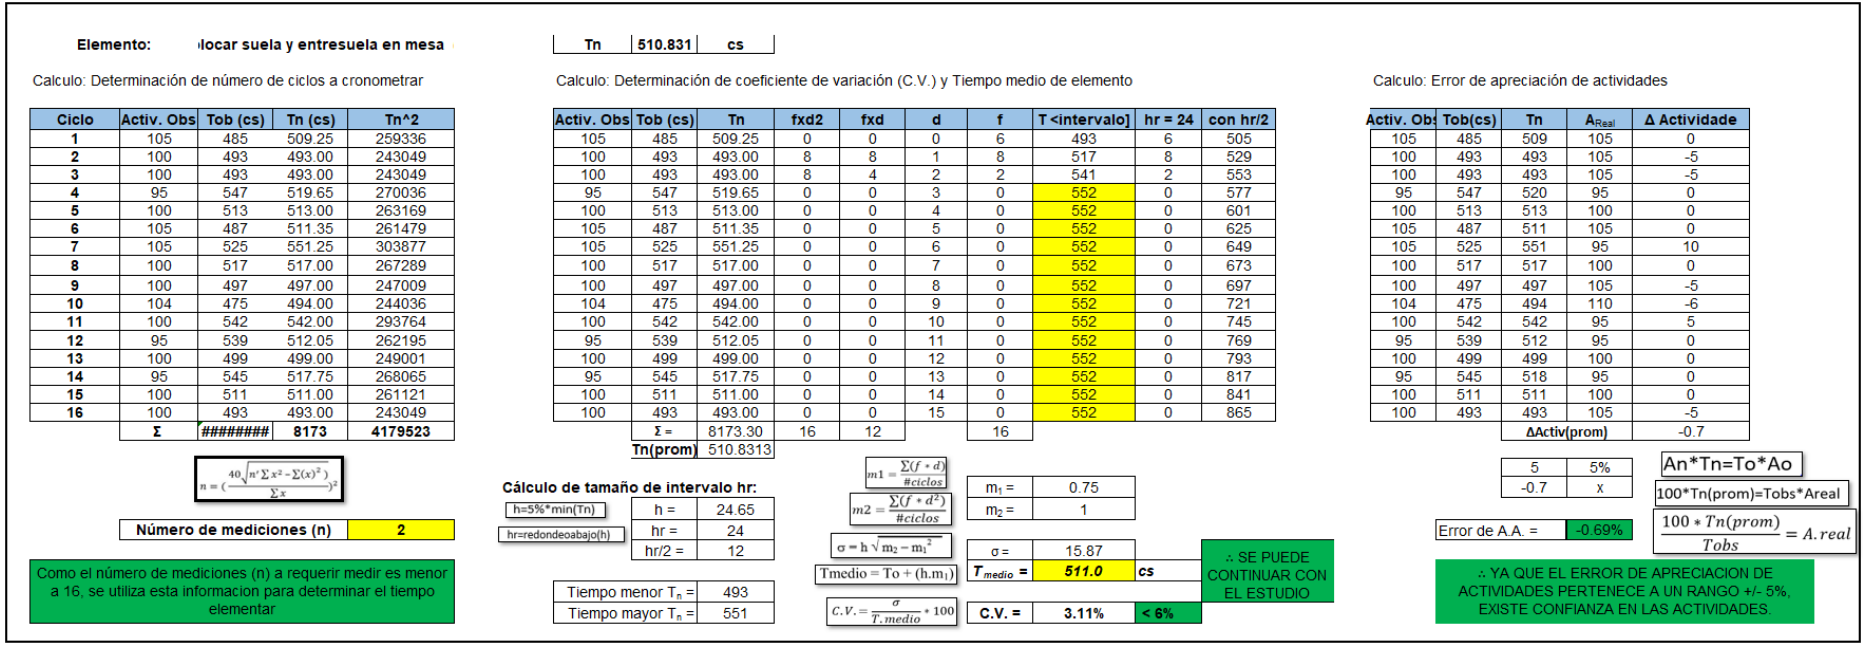 Elemento: locar suela y entresuela en mesa
Tn 510.831 cs
Calculo: Determinación de número de ciclos a cronometrar
Ciclo Activ. Obs Tob (cs) Tn (cs) Tn^2
1 105 485 509.25 259336
2 100 493 493.00 243049
3 100 493 493.00 243049
4 95 547 519.65 270036
5 100 513 513.00 263169
6 105 487 511.35 261479
7 105 525 551.25 303877
8 100 517 517.00 267289
9 100 497 497.00 247009
10 104 475 494.00 244036
11 100 542 542.00 293764
12 95 539 512.05 262195
13 100 499 499.00 249001
14 95 545 517.75 268065
15 100 511 511.00 261121
16 100 493 493.00 243049
Σ ######## 8173 4179523
n = (40√(n'Σx² − Σ(x)²) / Σx)²
Número de mediciones (n) 2
Como el número de mediciones (n) a requerir medir es menor
a 16, se utiliza esta informacion para determinar el tiempo
elementar
Calculo: Determinación de coeficiente de variación (C.V.) y Tiempo medio de elemento
Activ. Obs Tob (cs) Tn fxd2 fxd d f T <intervalo] hr = 24 con hr/2
105 485 509.25 0 0 0 6 493 6 505
100 493 493.00 8 8 1 8 517 8 529
100 493 493.00 8 4 2 2 541 2 553
95 547 519.65 0 0 3 0 552 0 577
100 513 513.00 0 0 4 0 552 0 601
105 487 511.35 0 0 5 0 552 0 625
105 525 551.25 0 0 6 0 552 0 649
100 517 517.00 0 0 7 0 552 0 673
100 497 497.00 0 0 8 0 552 0 697
104 475 494.00 0 0 9 0 552 0 721
100 542 542.00 0 0 10 0 552 0 745
95 539 512.05 0 0 11 0 552 0 769
100 499 499.00 0 0 12 0 552 0 793
95 545 517.75 0 0 13 0 552 0 817
100 511 511.00 0 0 14 0 552 0 841
100 493 493.00 0 0 15 0 552 0 865
Σ = 8173.30 16 12 16
Tn(prom) 510.8313
Cálculo de tamaño de intervalo hr:
h=5%*min(Tn) h = 24.65
hr=redondeoabajo(h) hr = 24
hr/2 = 12
Tiempo menor Tn = 493
Tiempo mayor Tn = 551
m1 = Σ(f * d) / #ciclos
m2 = Σ(f * d²) / #ciclos
σ = h √(m₂ − m₁²)
Tmedio = To + (h.m₁)
C.V. = σ / T.medio * 100
m₁ = 0.75
m₂ = 1
σ = 15.87
Tmedio = 511.0 cs
C.V. = 3.11% < 6%
∴ SE PUEDE
CONTINUAR CON
EL ESTUDIO
Calculo: Error de apreciación de actividades
Activ. Obs Tob(cs) Tn AReal Δ Actividade
105 485 509 105 0
100 493 493 105 -5
100 493 493 105 -5
95 547 520 95 0
100 513 513 100 0
105 487 511 105 0
105 525 551 95 10
100 517 517 100 0
100 497 497 105 -5
104 475 494 110 -6
100 542 542 95 5
95 539 512 95 0
100 499 499 100 0
95 545 518 95 0
100 511 511 100 0
100 493 493 105 -5
ΔActiv(prom) -0.7
5 5%
-0.7 x
Error de A.A. = -0.69%
An*Tn=To*Ao
100*Tn(prom)=Tobs*Areal
100 * Tn(prom) / Tobs = A.real
∴ YA QUE EL ERROR DE APRECIACION DE
ACTIVIDADES PERTENECE A UN RANGO +/- 5%,
EXISTE CONFIANZA EN LAS ACTIVIDADES.